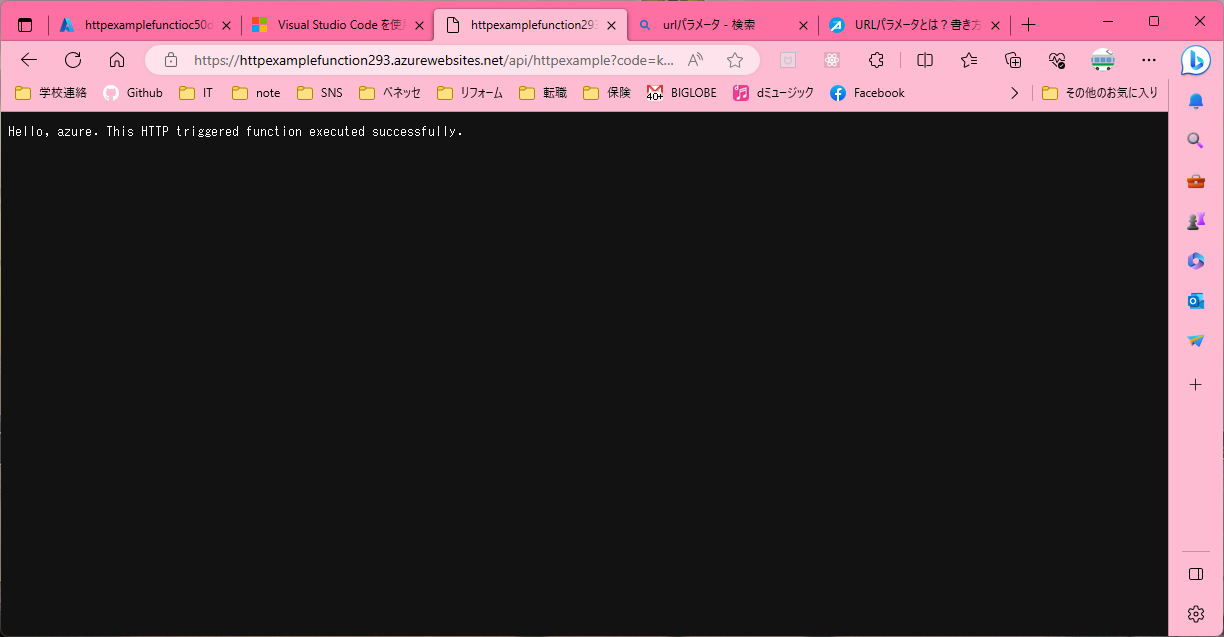 httpexamplefunctioc50d
Visual Studio Code を使用
httpexamplefunction293
urlパラメータ - 検索
URLパラメータとは？書き方
https://httpexamplefunction293.azurewebsites.net/api/httpexample?code=k...
学校連絡 Github IT note SNS ベネッセ リフォーム 転職 保険 40+ BIGLOBE dミュージック Facebook その他のお気に入り
Hello, azure. This HTTP triggered function executed successfully.